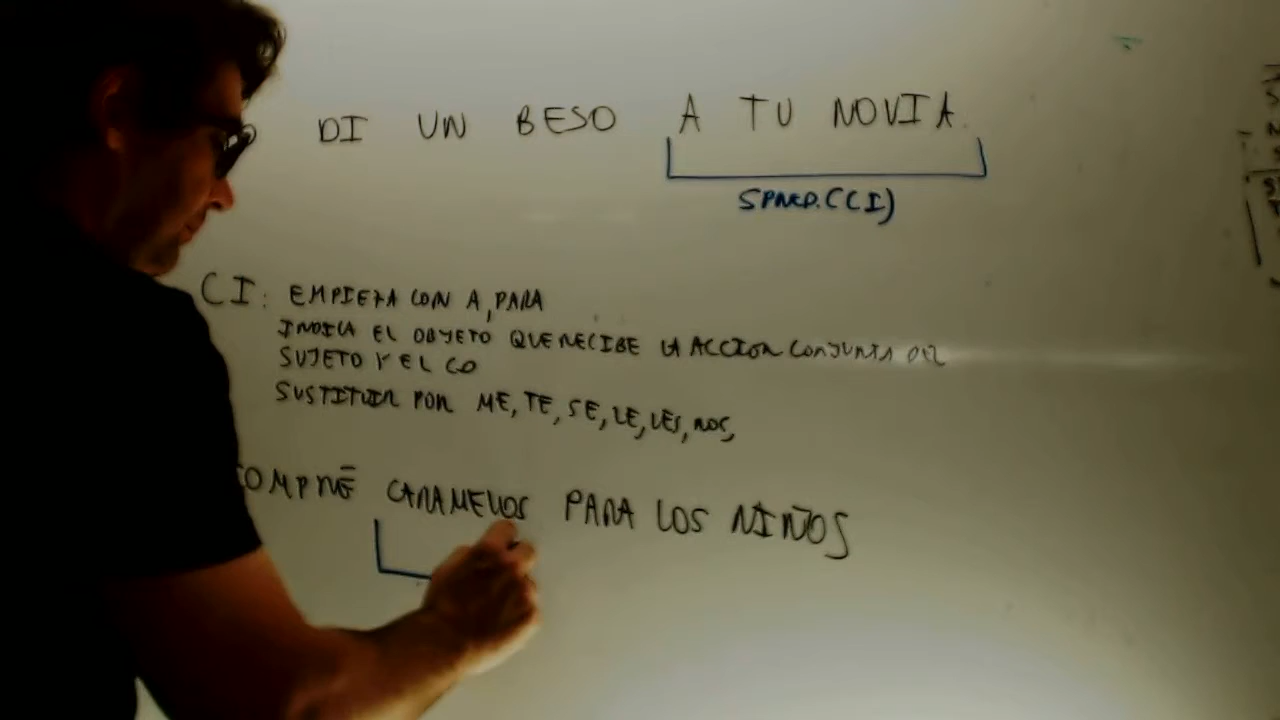 DI UN BESO A TU NOVIA.
SPREP.(CI)
CI: EMPIEZA CON A, PARA
INDICA EL OBJETO QUE RECIBE LA ACCION CONJUNTA DEL
SUJETO Y EL CD
SUSTITUIR POR ME, TE, SE, LE, LES, NOS,
COMPRÉ CARAMELOS PARA LOS NIÑOS